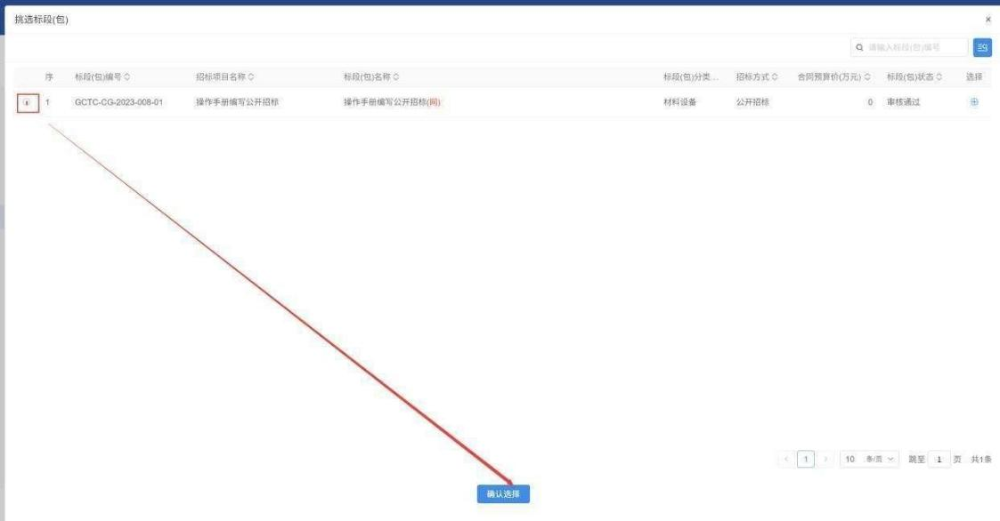 挑选标段(包)
请输入标段(包)编号
序 标段(包)编号 招标项目名称 标段(包)名称 标段(包)分类... 招标方式 合同预算价(万元) 标段(包)状态 选择
1 GCTC-CG-2023-008-01 操作手册编写公开招标 操作手册编写公开招标(网) 材料设备 公开招标 0 审核通过
1 10 条/页 跳至 1 页 共1条
确认选择